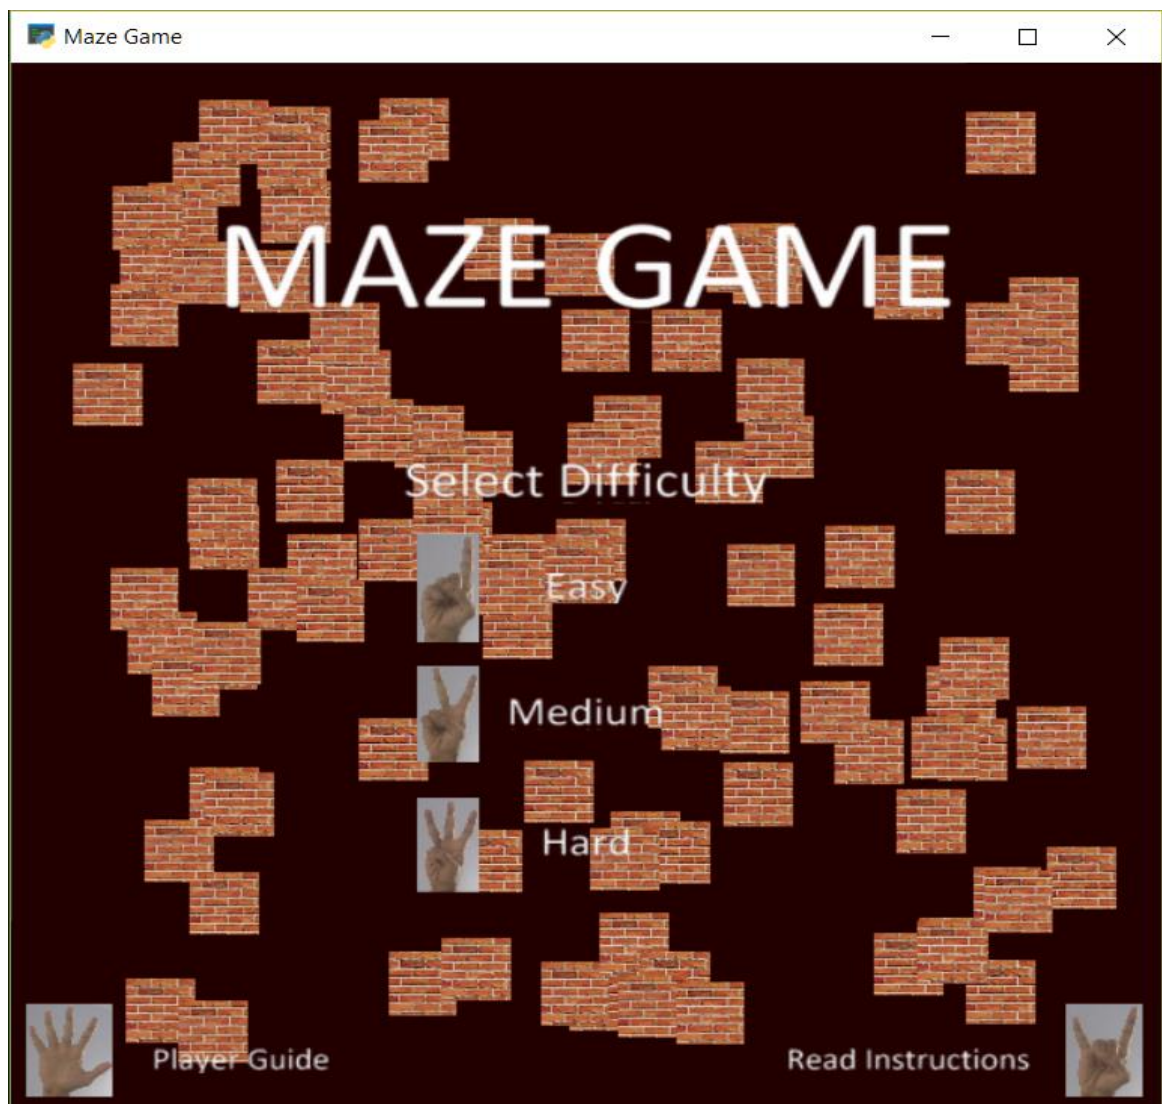 Maze Game
MAZE GAME
Select Difficulty
Easy
Medium
Hard
Player Guide
Read Instructions